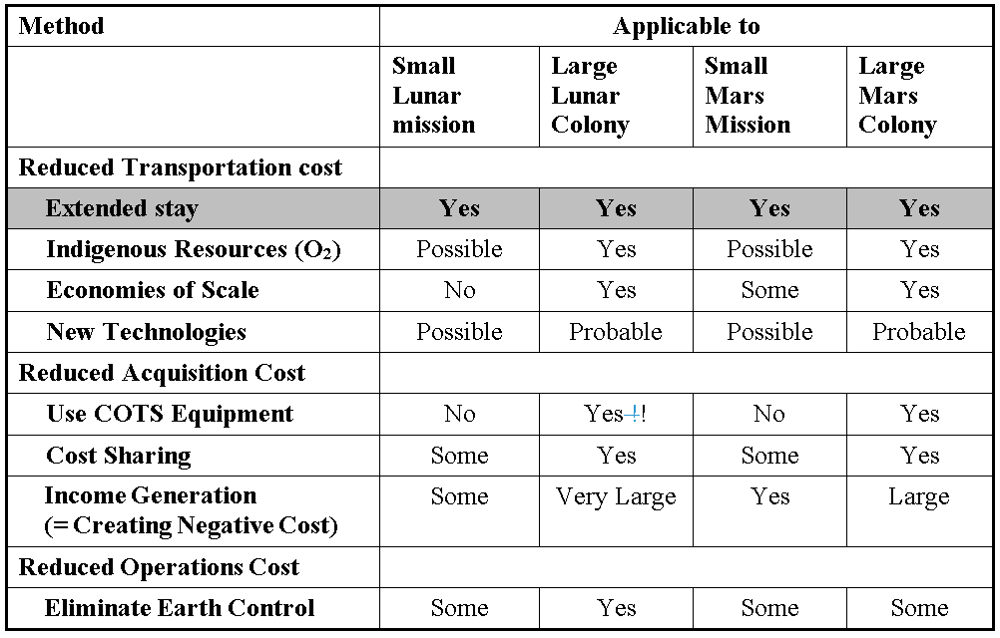 Method Applicable to
Small Lunar mission Large Lunar Colony Small Mars Mission Large Mars Colony
Reduced Transportation cost
Extended stay Yes Yes Yes Yes
Indigenous Resources (O₂) Possible Yes Possible Yes
Economies of Scale No Yes Some Yes
New Technologies Possible Probable Possible Probable
Reduced Acquisition Cost
Use COTS Equipment No Yes !! No Yes
Cost Sharing Some Yes Some Yes
Income Generation Some Very Large Yes Large
(= Creating Negative Cost)
Reduced Operations Cost
Eliminate Earth Control Some Yes Some Some